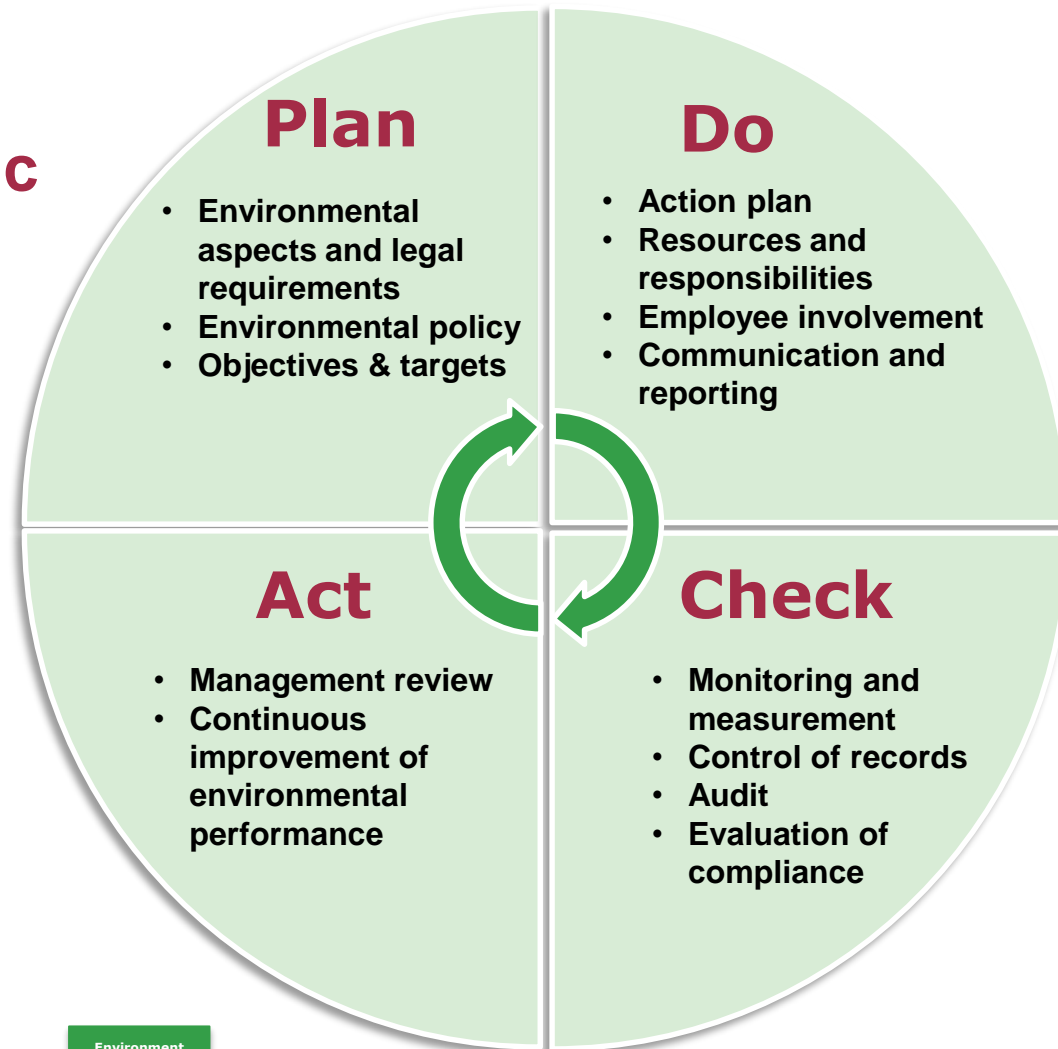 c
Plan
• Environmental
aspects and legal
requirements
• Environmental policy
• Objectives & targets
Do
• Action plan
• Resources and
responsibilities
• Employee involvement
• Communication and
reporting
Act
• Management review
• Continuous
improvement of
environmental
performance
Check
• Monitoring and
measurement
• Control of records
• Audit
• Evaluation of
compliance
Environment